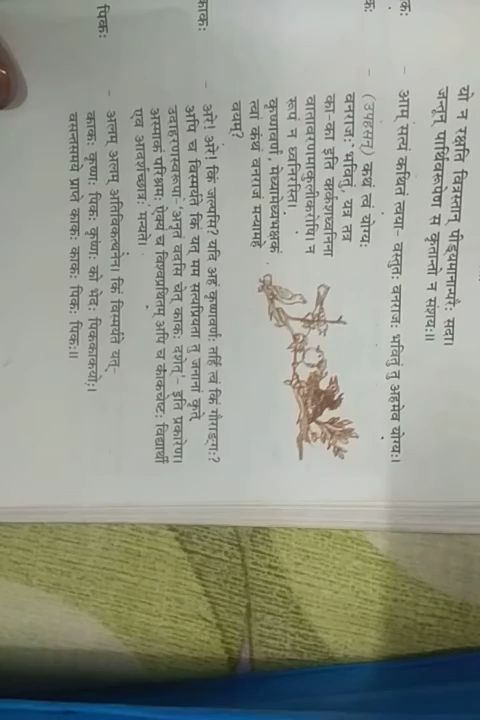 यो न रक्षति वित्रस्तान् पीड्यमानान्परैः सदा।
जन्तून् पार्थिवरूपेण स कृतान्तो न संशयः॥
कः - आम् सत्यं कथितं त्वया- वस्तुतः वनराजः भवितुं तु अहमेव योग्यः।
कः - (उपहसन्) कथं त्वं योग्यः
वनराजः भवितुं, यत्र तत्र
का-का इति कर्कशध्वनिना
वातावरणमाकुलीकरोषि। न
रूपं न ध्वनिरस्ति।
कृष्णवर्णं, मेध्यामेध्यभक्षकं
त्वां कथं वनराजं मन्यामहे
वयम्?
काकः - अरे! अरे! किं जल्पसि? यदि अहं कृष्णवर्णः तर्हि त्वं किं गौराङ्गः?
अपि च विस्मर्यते किं यत् मम सत्यप्रियता तु जनानां कृते
उदाहरणस्वरूपा- 'अनृतं वदसि चेत् काकः दशेत्'- इति प्रकारेण।
अस्माकं परिश्रमः ऐक्यं च विश्वप्रथितम् अपि च काकचेष्टः विद्यार्थी
एव आदर्शच्छात्रः मन्यते।
पिकः - अलम् अलम् अतिविकत्थनेन। किं विस्मर्यते यत्-
काकः कृष्णः पिकः कृष्णः को भेदः पिककाकयोः।
वसन्तसमये प्राप्ते काकः काकः पिकः पिकः॥